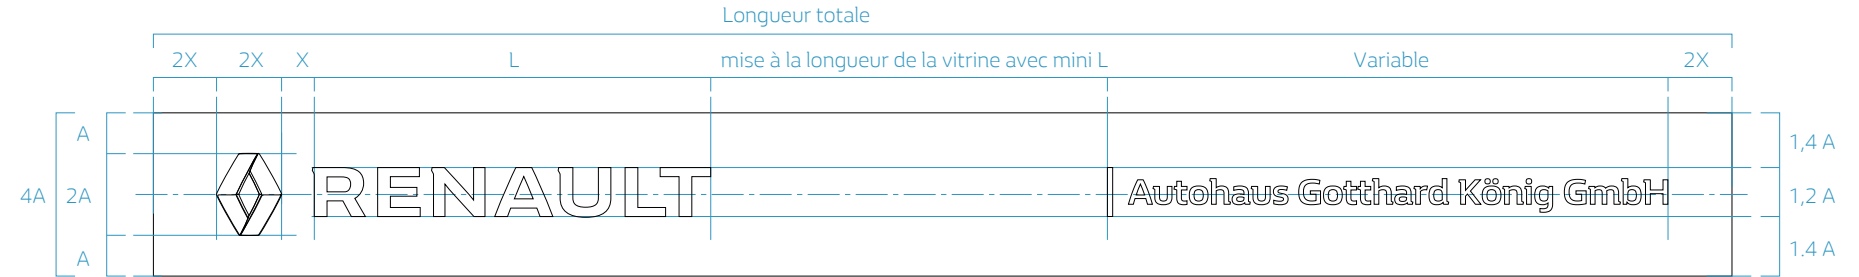 Longueur totale
2X 2X X L mise à la longueur de la vitrine avec mini L Variable 2X
A 1,4 A
4A 2A RENAULT Autohaus Gotthard König GmbH 1,2 A
A 1.4 A